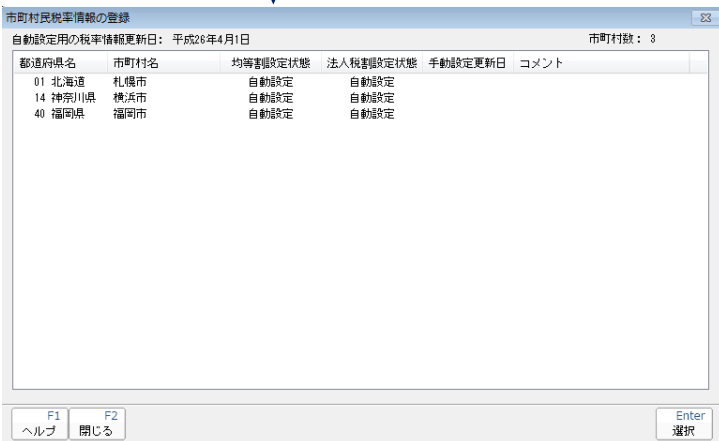 市町村民税率情報の登録
自動設定用の税率情報更新日： 平成26年4月1日 市町村数： 3
都道府県名 市町村名 均等割設定状態 法人税割設定状態 手動設定更新日 コメント
01 北海道 札幌市 自動設定 自動設定
14 神奈川県 横浜市 自動設定 自動設定
40 福岡県 福岡市 自動設定 自動設定
F1 F2 Enter
ヘルプ 閉じる 選択